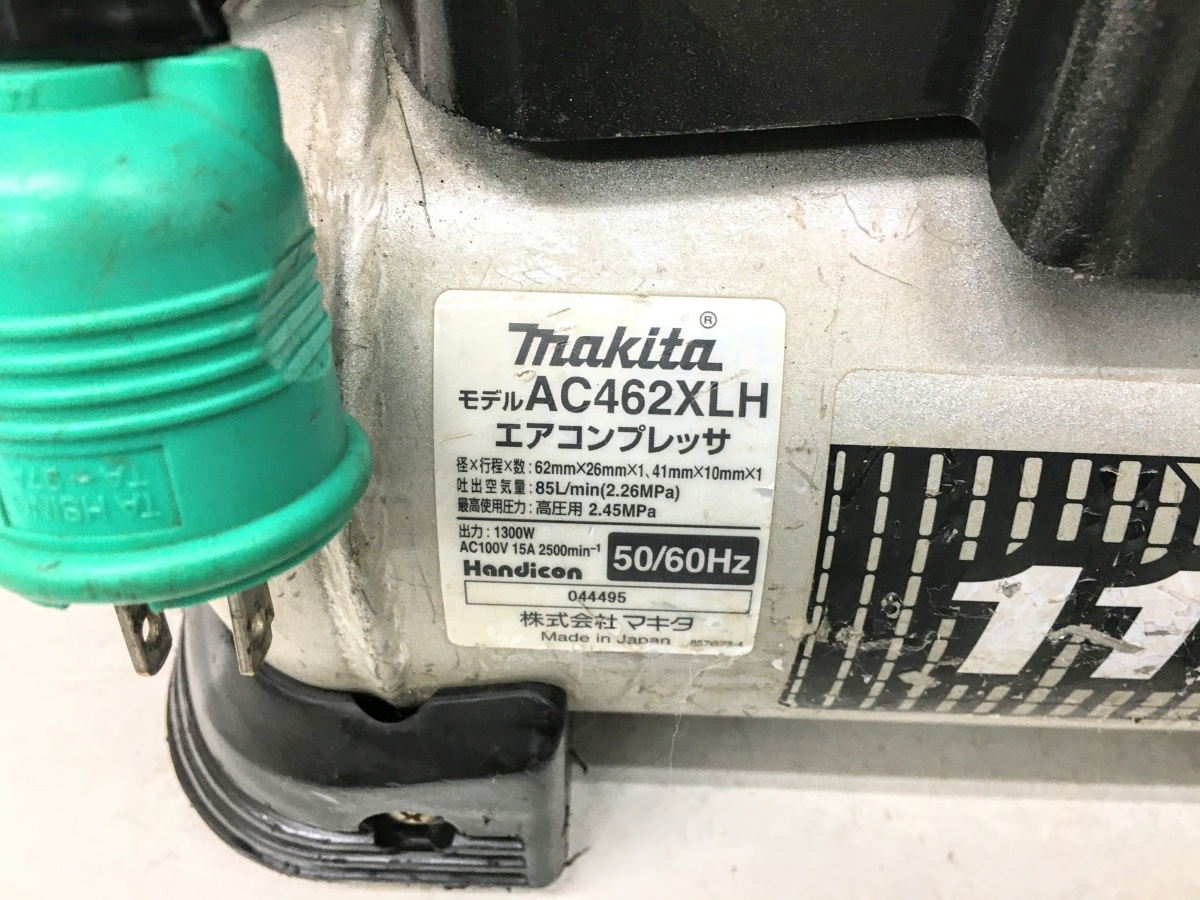 makita®
モデルAC462XLH
エアコンプレッサ
径×行程×数:62mm×26mm×1、41mm×10mm×1
吐出空気量:85L/min(2.26MPa)
最高使用圧力:高圧用 2.45MPa
出力:1300W
AC100V 15A 2500min⁻¹
50/60Hz
Handicon
044495
株式会社マキタ
Made in Japan
11